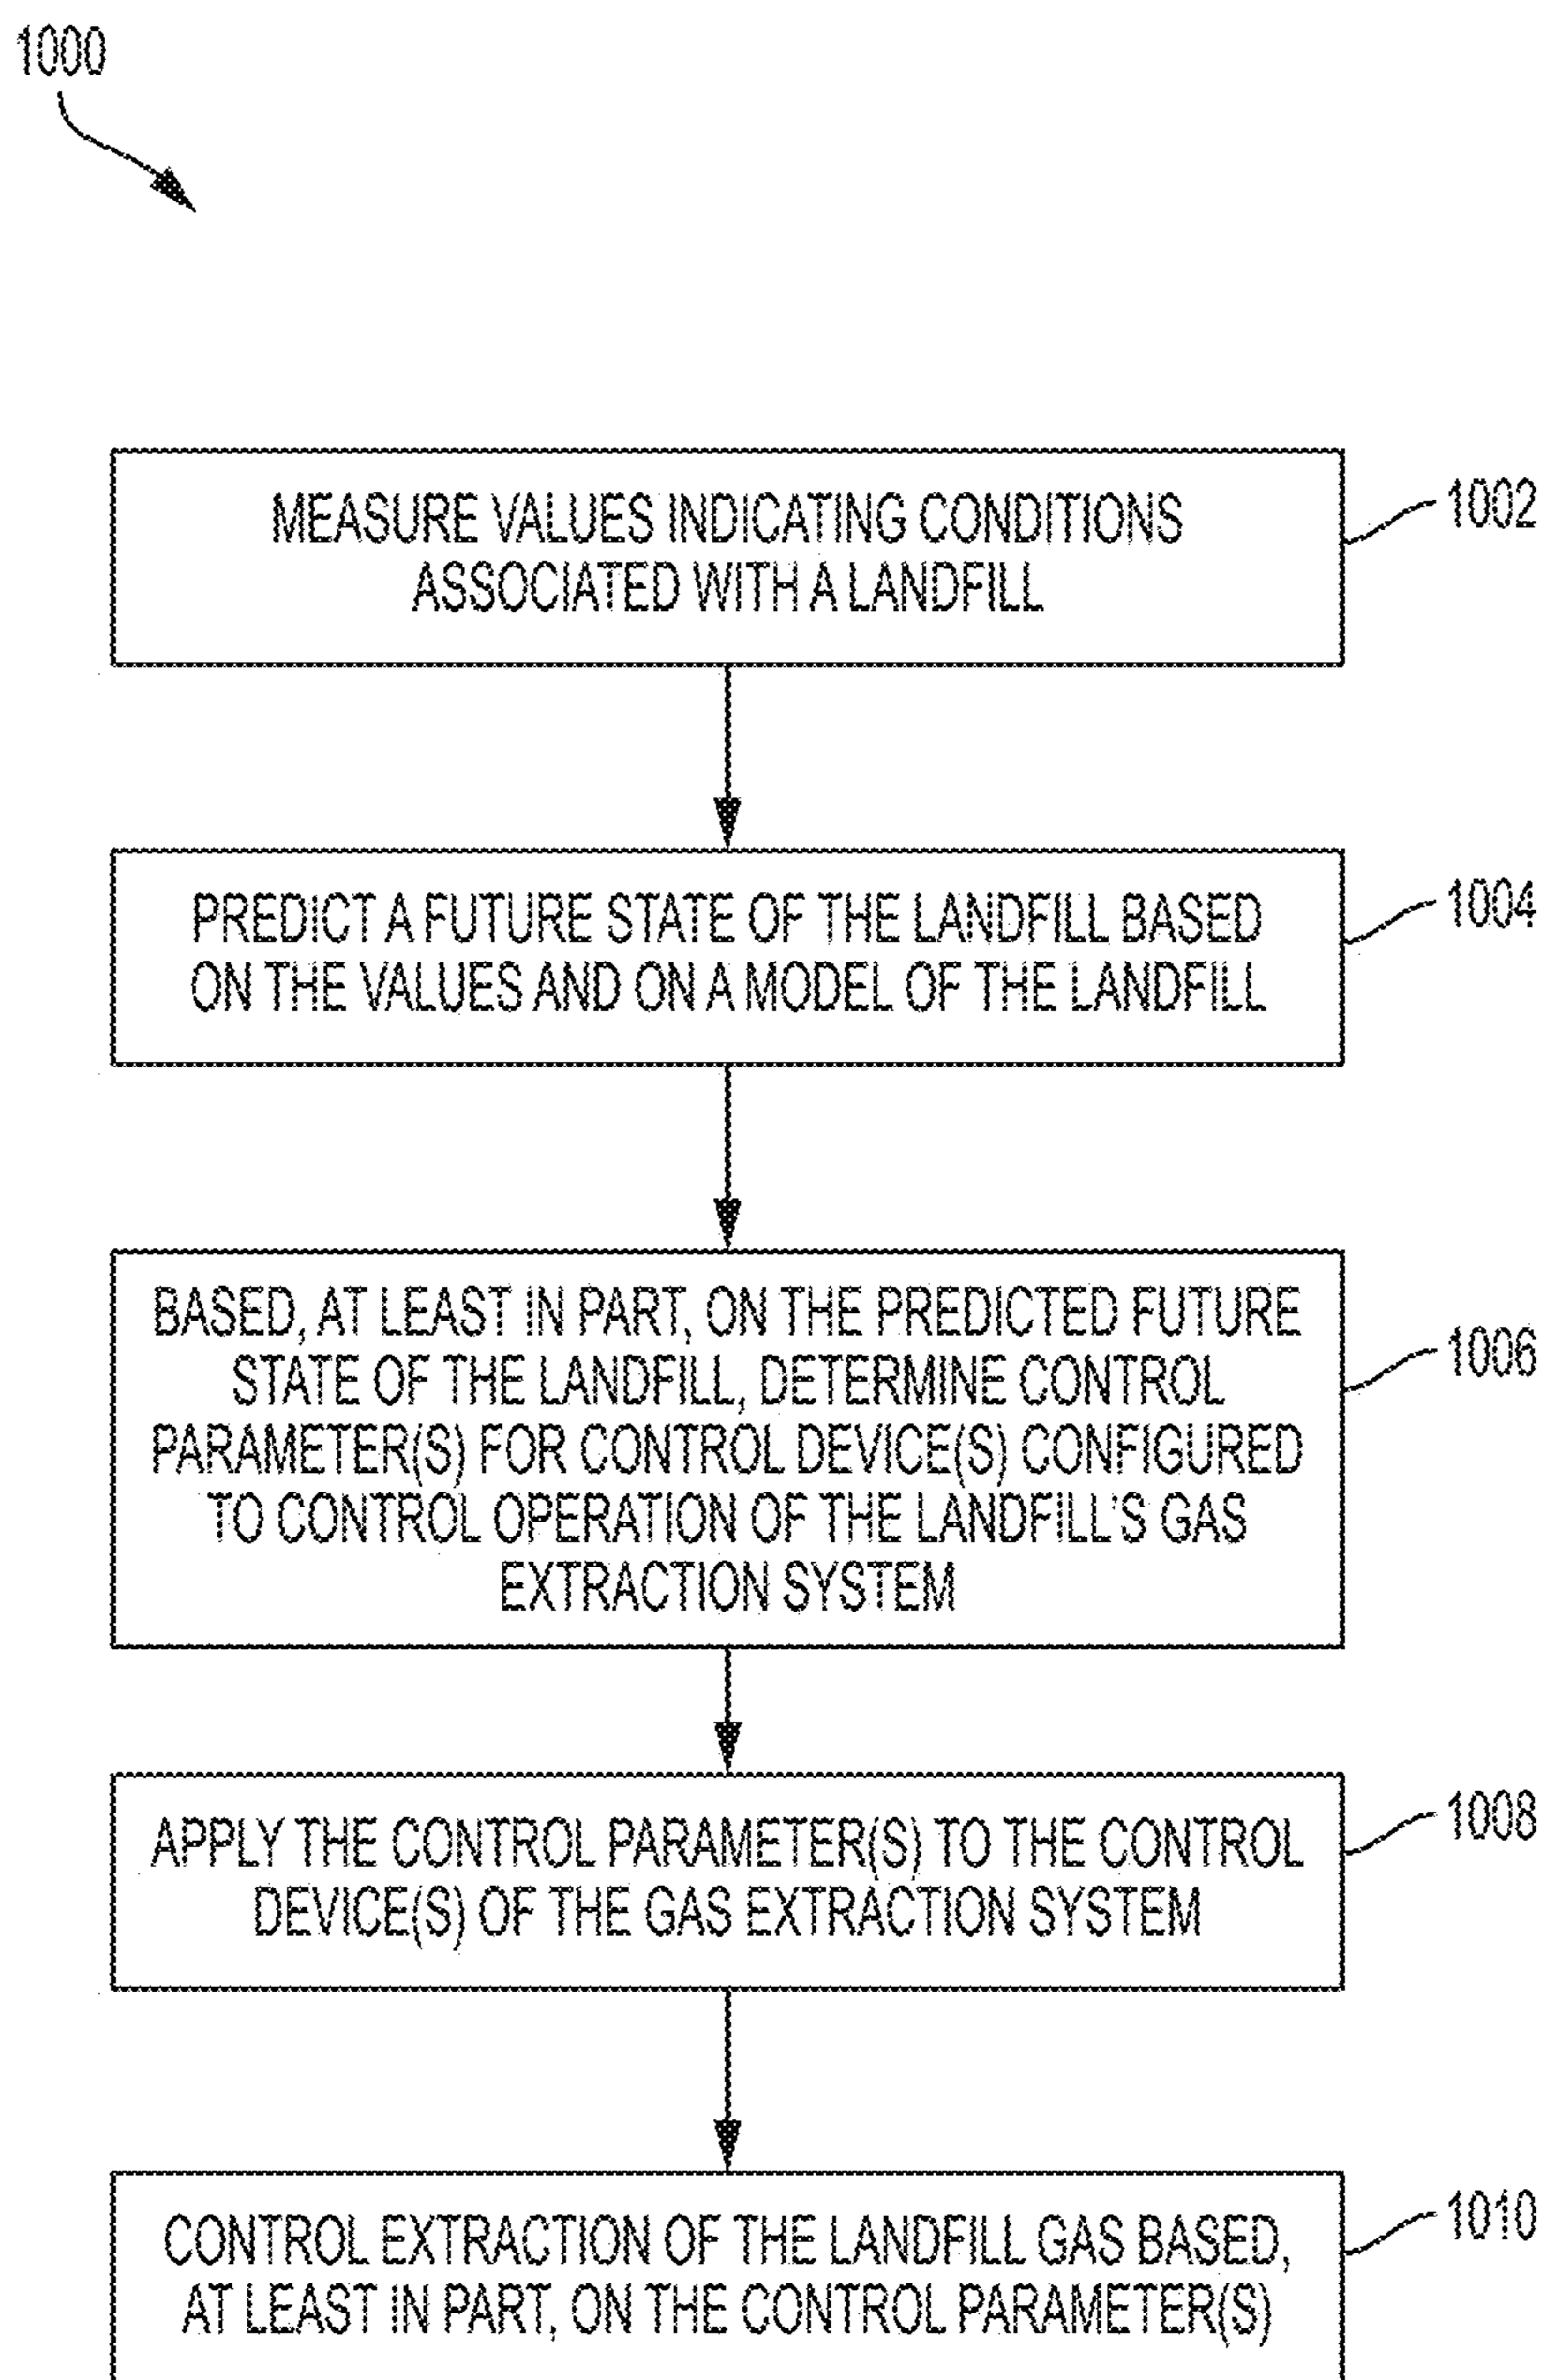 1000
MEASURE VALUES INDICATING CONDITIONS
ASSOCIATED WITH A LANDFILL
1002
PREDICT A FUTURE STATE OF THE LANDFILL BASED
ON THE VALUES AND ON A MODEL OF THE LANDFILL
1004
BASED, AT LEAST IN PART, ON THE PREDICTED FUTURE
STATE OF THE LANDFILL, DETERMINE CONTROL
PARAMETER(S) FOR CONTROL DEVICE(S) CONFIGURED
TO CONTROL OPERATION OF THE LANDFILL'S GAS
EXTRACTION SYSTEM
1006
APPLY THE CONTROL PARAMETER(S) TO THE CONTROL
DEVICE(S) OF THE GAS EXTRACTION SYSTEM
1008
CONTROL EXTRACTION OF THE LANDFILL GAS BASED,
AT LEAST IN PART, ON THE CONTROL PARAMETER(S)
1010